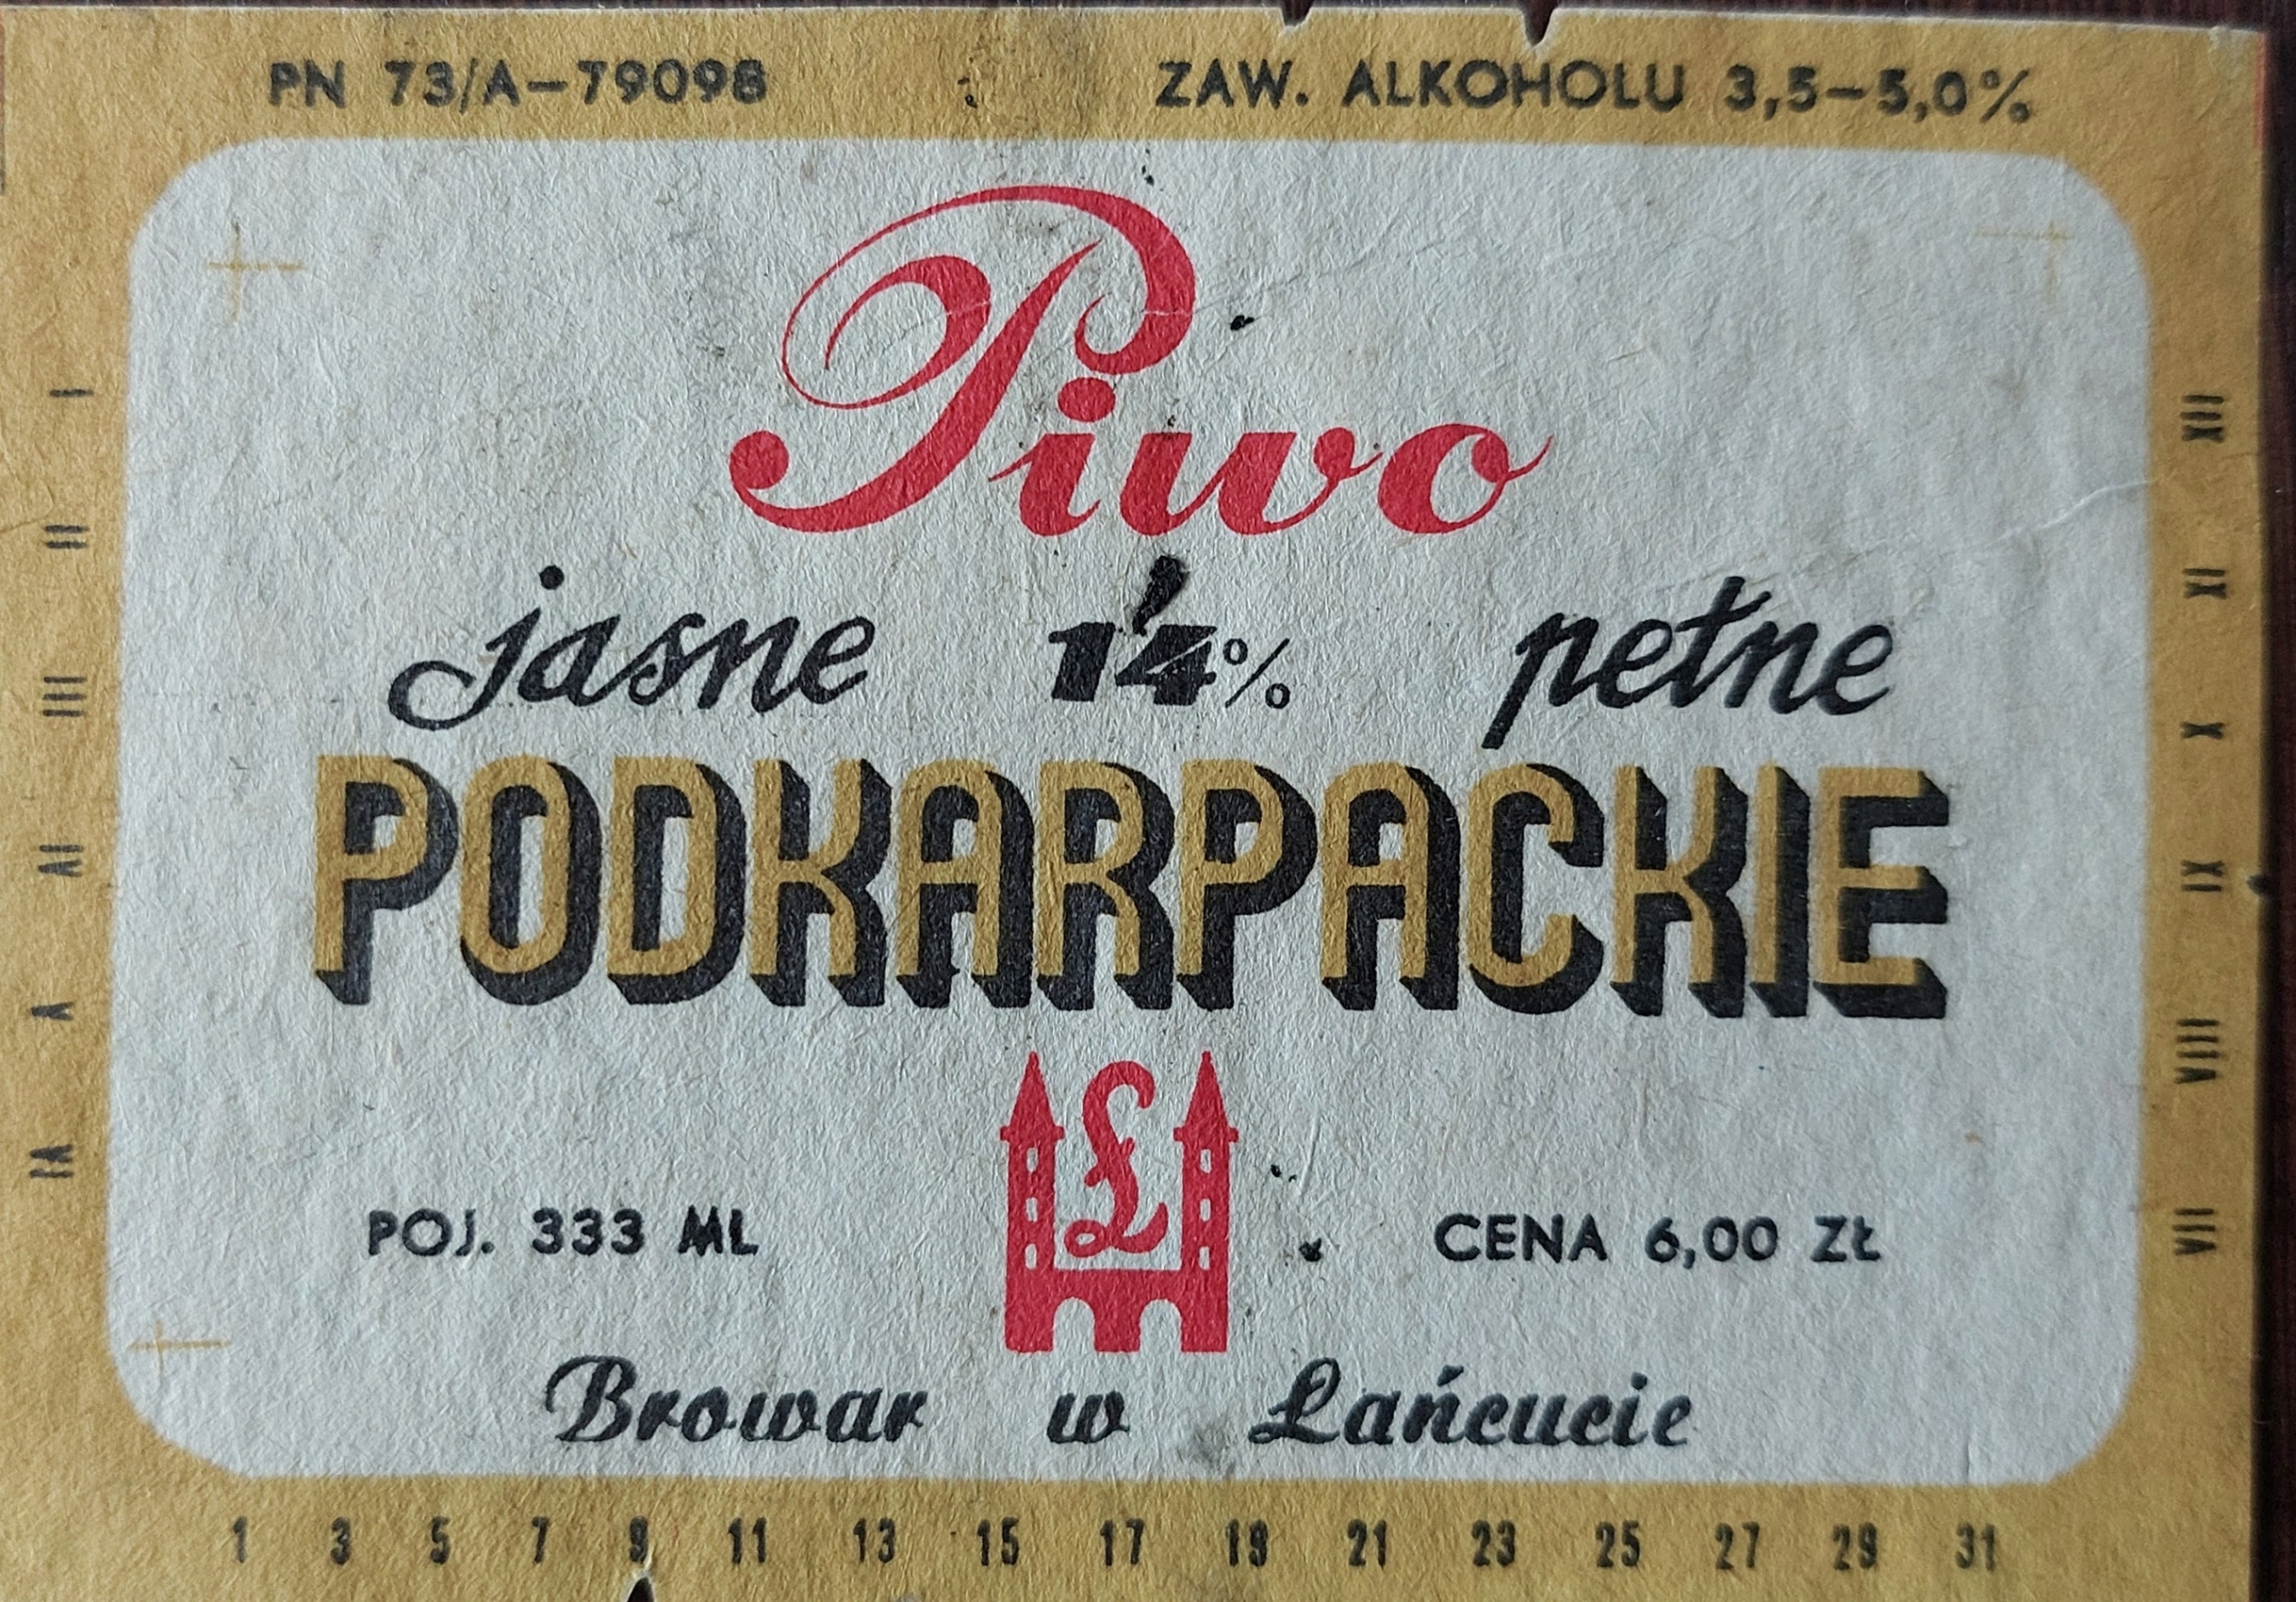 PN 73/A-79098 ZAW. ALKOHOLU 3,5-5,0%
Piwo
jasne 14% pełne
PODKARPACKIE
Ł
POJ. 333 ML CENA 6,00 ZŁ
Browar w Łańcucie
I
II
III
IV
V
VI
XII
XI
X
IX
VIII
VII
1 3 5 7 9 11 13 15 17 19 21 23 25 27 29 31